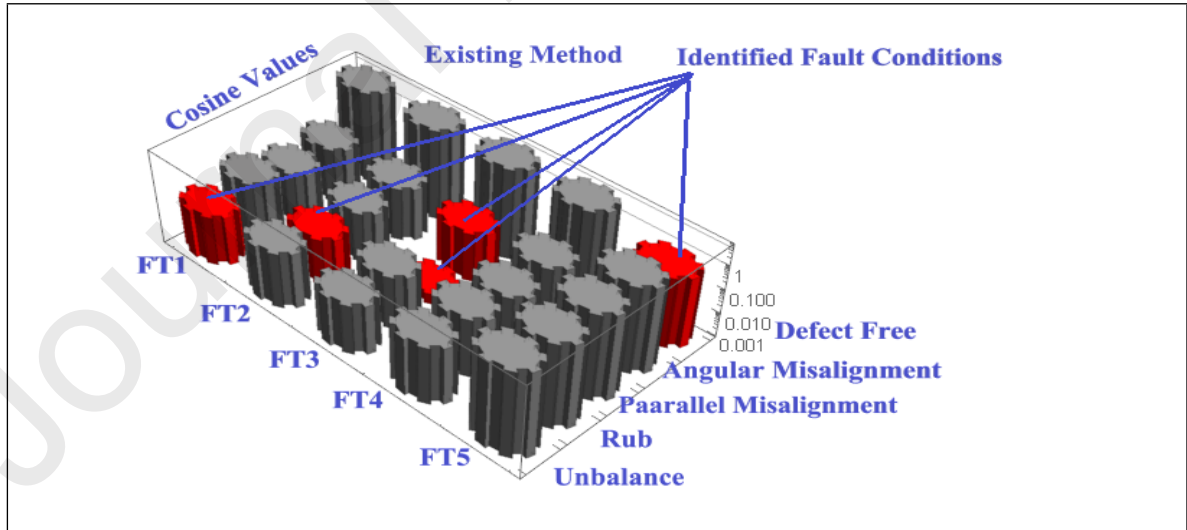 Journal
Existing Method
Identified Fault Conditions
Cosine Values
FT1
FT2
FT3
FT4
FT5
1
0.100
0.010
0.001
Defect Free
Angular Misalignment
Paarallel Misalignment
Rub
Unbalance